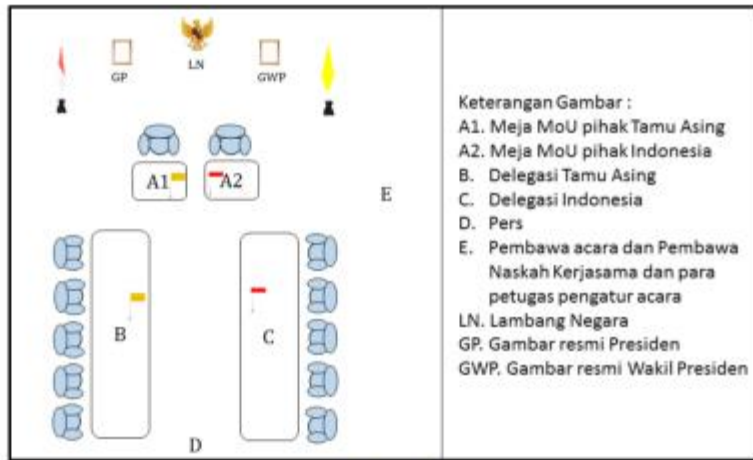 LN
GP
GWP
A1
A2
E
B
C
D
Keterangan Gambar :
A1. Meja MoU pihak Tamu Asing
A2. Meja MoU pihak Indonesia
B. Delegasi Tamu Asing
C. Delegasi Indonesia
D. Pers
E. Pembawa acara dan Pembawa
Naskah Kerjasama dan para
petugas pengatur acara
LN. Lambang Negara
GP. Gambar resmi Presiden
GWP. Gambar resmi Wakil Presiden